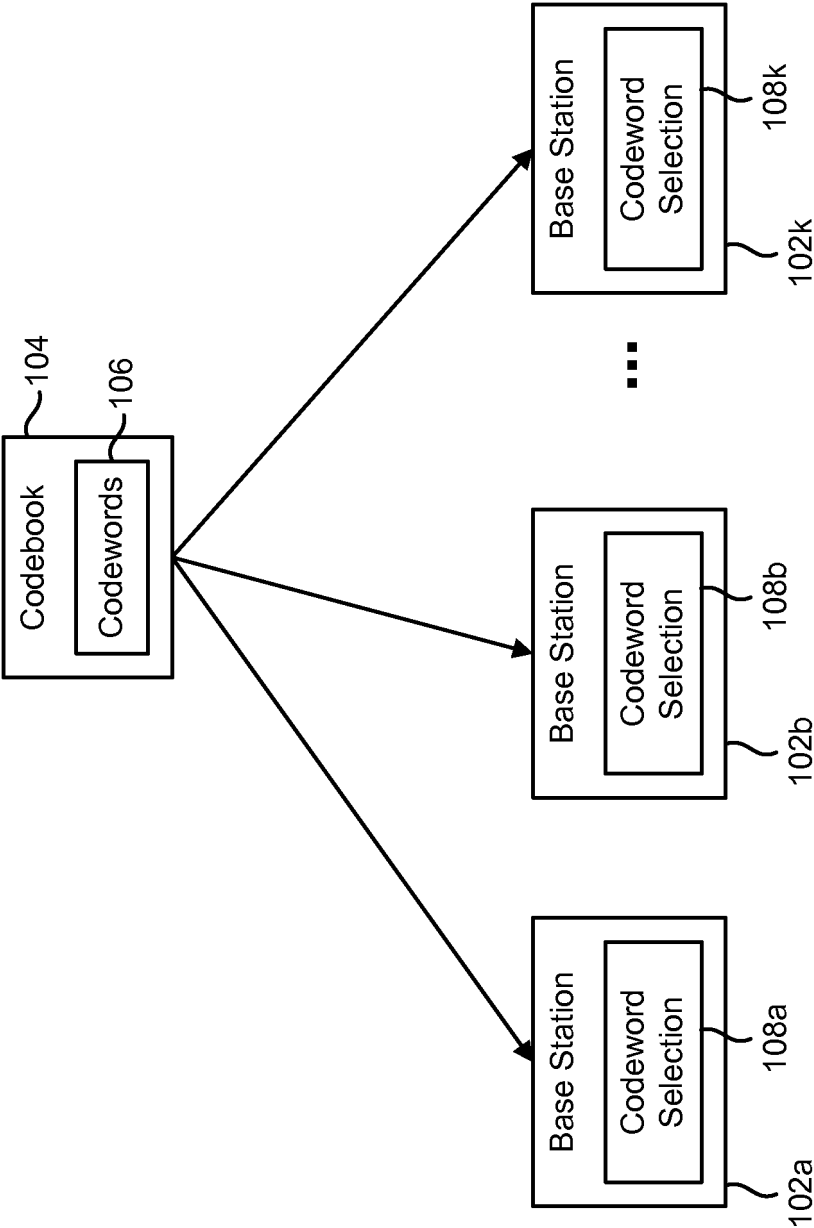 Codebook
104
Codewords
106
Base Station
Codeword
Selection
102a
108a
Base Station
Codeword
Selection
102b
108b
...
Base Station
Codeword
Selection
102k
108k